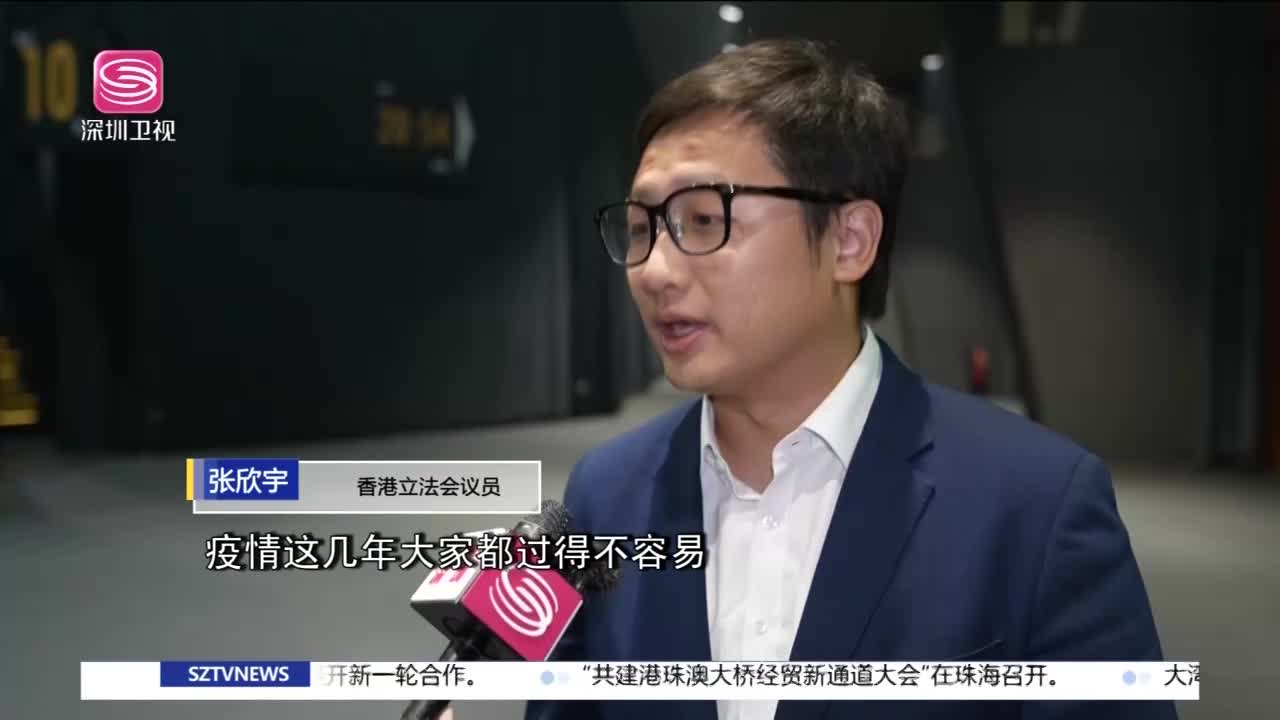 10
深圳卫视
张欣宇
香港立法会议员
疫情这几年大家都过得不容易
SZTVNEWS
开新一轮合作。
“共建港珠澳大桥经贸新通道大会”在珠海召开。
大湾